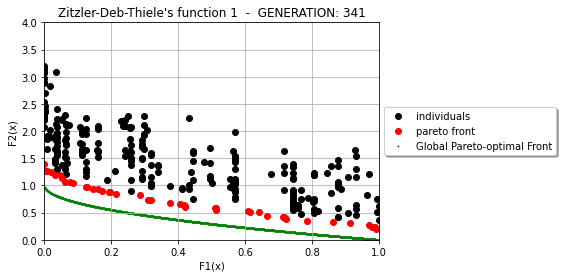 Zitzler-Deb-Thiele's function 1 - GENERATION: 341
4.0
3.5
3.0
2.5
2.0
1.5
1.0
0.5
0.0
F2(x)
0.0 0.2 0.4 0.6 0.8 1.0
F1(x)
individuals
pareto front
Global Pareto-optimal Front